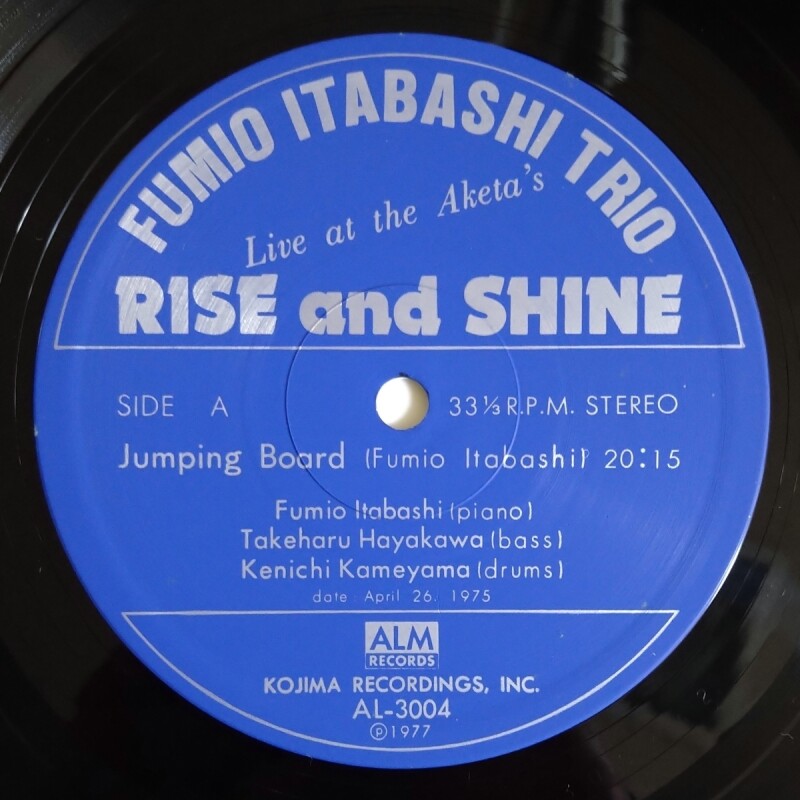 FUMIO ITABASHI TRIO
Live at the Aketa's
RISE and SHINE
SIDE A 33⅓ R.P.M. STEREO
Jumping Board (Fumio Itabashi) 20:15
Fumio Itabashi (piano)
Takeharu Hayakawa (bass)
Kenichi Kameyama (drums)
date April 26. 1975
ALM
RECORDS
KOJIMA RECORDINGS, INC.
AL-3004
Ⓟ1977